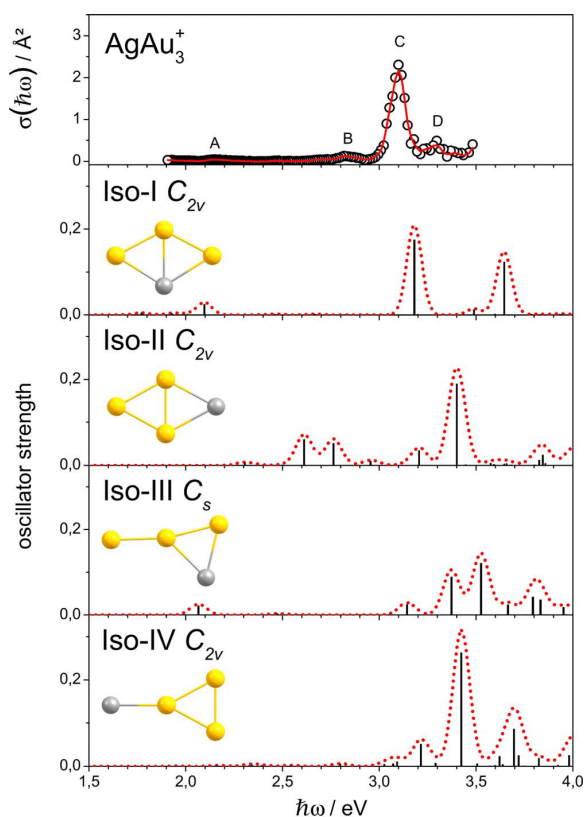 AgAu₃⁺
σ(ħω) / Å²
3
2
1
0
A
B
C
D
Iso-I C₂ᵥ
0,2
0,0
Iso-II C₂ᵥ
0,2
0,0
Iso-III Cₛ
0,2
0,0
Iso-IV C₂ᵥ
0,2
0,0
oscillator strength
1,5 2,0 2,5 3,0 3,5 4,0
ħω / eV